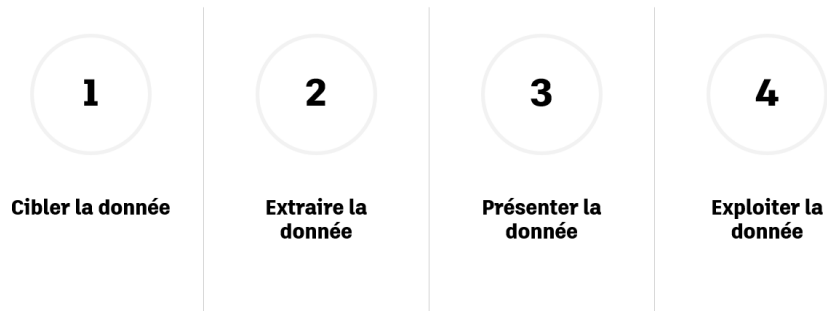 1
Cibler la donnée
2
Extraire la
donnée
3
Présenter la
donnée
4
Exploiter la
donnée